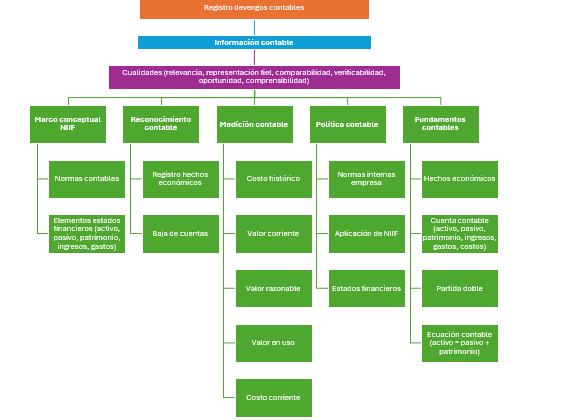 Registro devengos contables
Información contable
Cualidades (relevancia, representación fiel, comparabilidad, verificabilidad,
oportunidad, comprensibilidad)
Marco conceptual
NIIF
Reconocimiento
contable
Medición contable
Política contable
Fundamentos
contables
Normas contables
Elementos estados
financieros (activo,
pasivo, patrimonio,
ingresos, gastos)
Registro hechos
económicos
Baja de cuentas
Costo histórico
Valor corriente
Valor razonable
Valor en uso
Costo corriente
Normas internas
empresa
Aplicación de NIIF
Estados financieros
Hechos económicos
Cuenta contable
(activo, pasivo,
patrimonio, ingresos,
gastos, costos)
Partida doble
Ecuación contable
(activo = pasivo +
patrimonio)